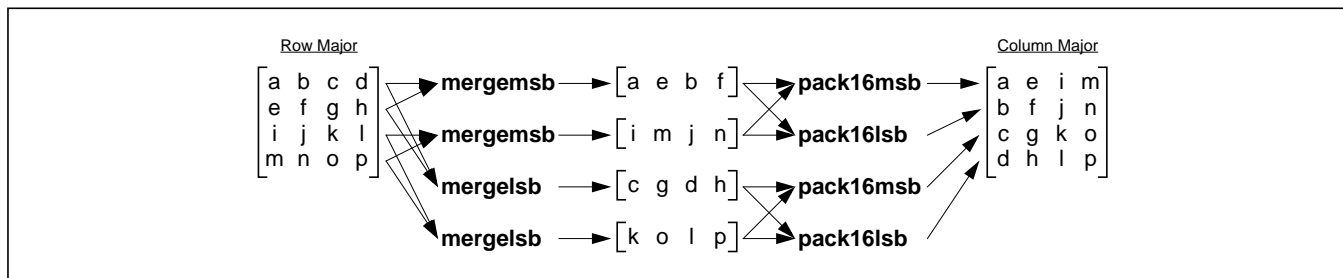 Row Major
Column Major
a b c d
e f g h
i j k l
m n o p
mergemsb
a e b f
pack16msb
mergemsb
i m j n
pack16lsb
mergelsb
c g d h
pack16msb
mergelsb
k o l p
pack16lsb
a e i m
b f j n
c g k o
d h l p